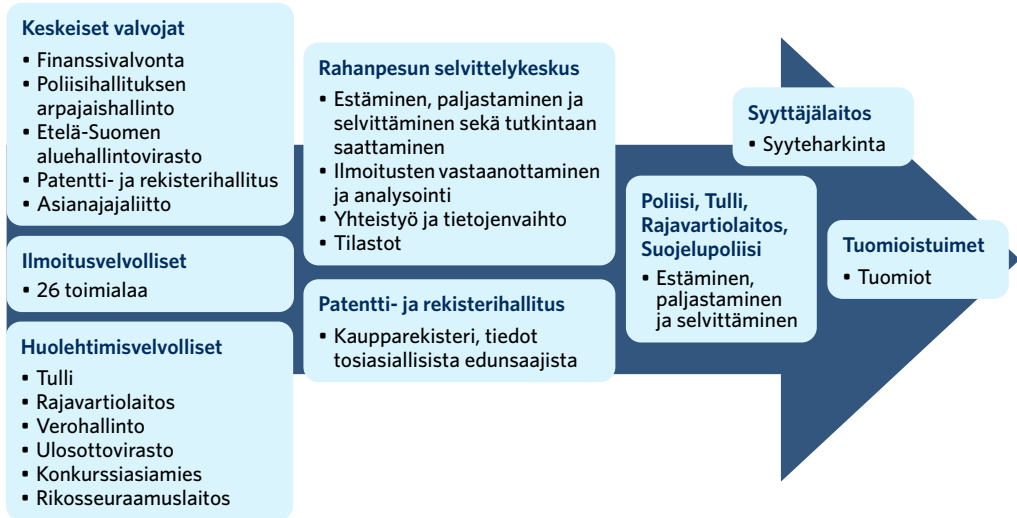 Keskeiset valvojat
▪ Finanssivalvonta
▪ Poliisihallituksen
arpajaishallinto
▪ Etelä-Suomen
aluehallintovirasto
▪ Patentti- ja rekisterihallitus
▪ Asianajajaliitto
Ilmoitusvelvolliset
▪ 26 toimialaa
Huolehtimisvelvolliset
▪ Tulli
▪ Rajavartiolaitos
▪ Verohallinto
▪ Ulosottovirasto
▪ Konkurssiasiamies
▪ Rikosseuraamuslaitos
Rahanpesun selvittelykeskus
▪ Estäminen, paljastaminen ja
selvittäminen sekä tutkintaan
saattaminen
▪ Ilmoitusten vastaanottaminen
ja analysointi
▪ Yhteistyö ja tietojenvaihto
▪ Tilastot
Patentti- ja rekisterihallitus
▪ Kaupparekisteri, tiedot
tosiasiallisista edunsaajista
Syyttäjälaitos
▪ Syyteharkinta
Poliisi, Tulli,
Rajavartiolaitos,
Suojelupoliisi
▪ Estäminen,
paljastaminen
ja selvittäminen
Tuomioistuimet
▪ Tuomiot